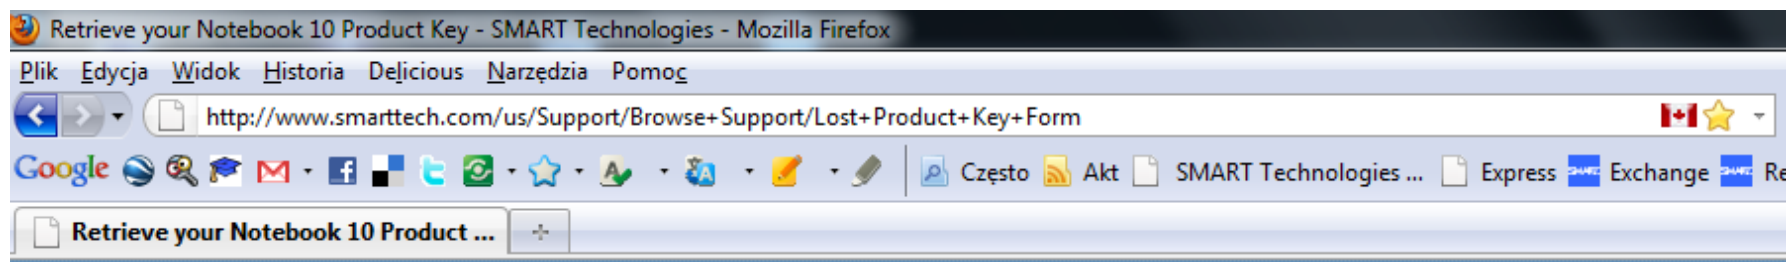 Retrieve your Notebook 10 Product Key - SMART Technologies - Mozilla Firefox
Plik Edycja Widok Historia Delicious Narzędzia Pomoc
http://www.smarttech.com/us/Support/Browse+Support/Lost+Product+Key+Form
Google Często Akt SMART Technologies ... Express SMART Exchange SMART Re
Retrieve your Notebook 10 Product ...